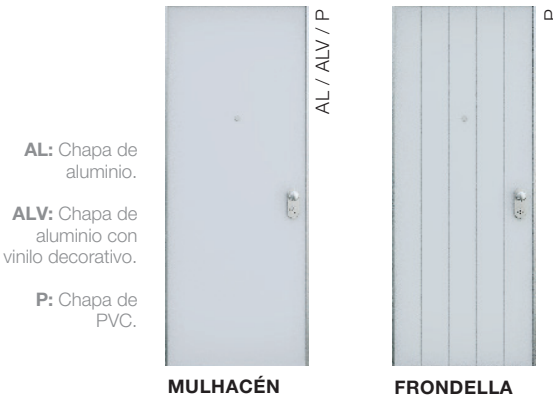 AL: Chapa de
aluminio.
ALV: Chapa de
aluminio con
vinilo decorativo.
P: Chapa de
PVC.
AL / ALV / P
MULHACÉN
P
FRONDELLA